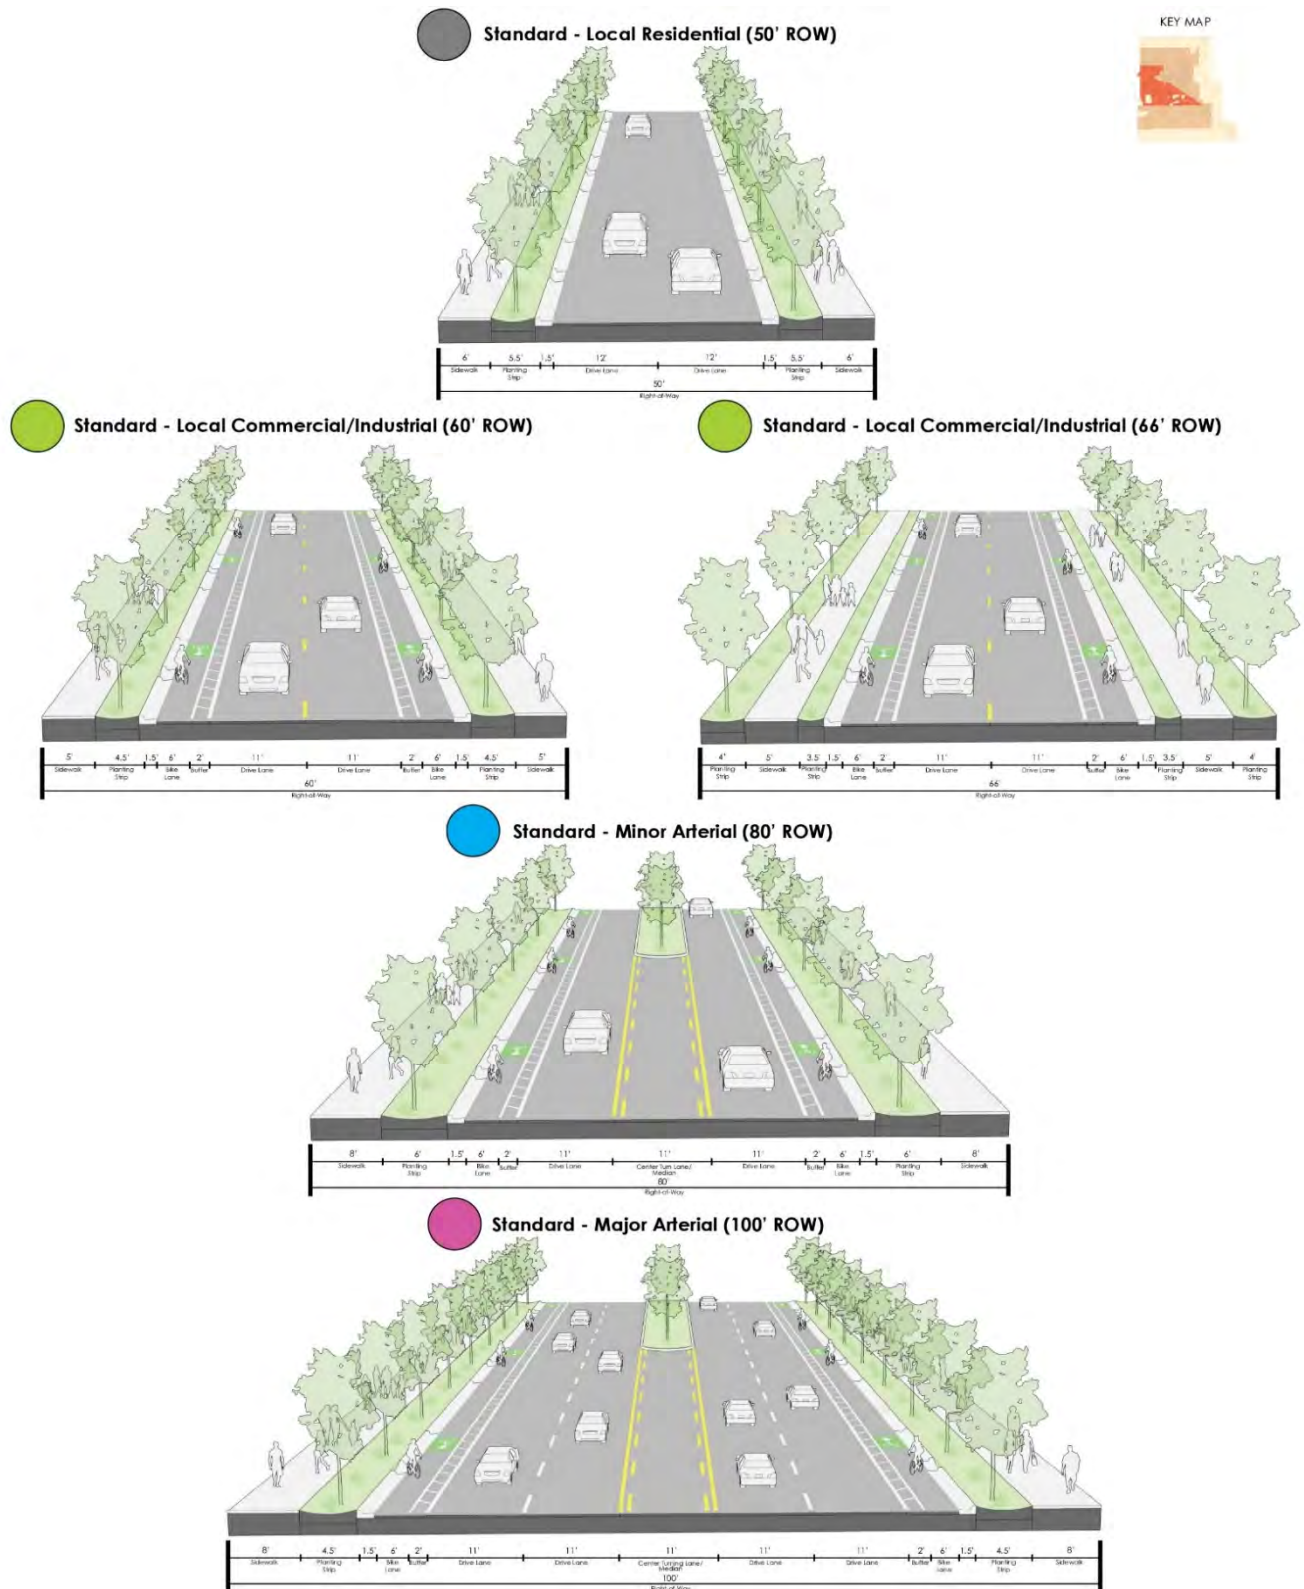 KEY MAP
Standard - Local Residential (50' ROW)
6' 5.5' 1.5' 12' 12' 1.5 5.5' 6'
Sidewalk Planting Strip Drive Lane Drive Lane Planting Strip Sidewalk
50'
Right-of-Way
Standard - Local Commercial/Industrial (60' ROW)
5' 4.5' 1.5' 6' 2' 11' 11' 2' 6' 1.5' 4.5' 5'
Sidewalk Planting Strip Bike Lane Buffer Drive Lane Drive Lane Buffer Bike Lane Planting Strip Sidewalk
60'
Right-of-Way
Standard - Local Commercial/Industrial (66' ROW)
4' 5' 3.5' 1.5' 6' 2' 11' 11' 2' 6' 1.5' 3.5' 5' 4'
Planting Strip Sidewalk Planting Strip Bike Lane Buffer Drive Lane Drive Lane Buffer Bike Lane Planting Strip Sidewalk Planting Strip
66'
Right-of-Way
Standard - Minor Arterial (80' ROW)
8' 6' 1.5' 6' 2' 11' 11' 11' 2' 6' 1.5' 6' 8'
Sidewalk Planting Strip Bike Lane Buffer Drive Lane Center Turn Lane/ Median Drive Lane Buffer Bike Lane Planting Strip Sidewalk
80'
Right-of-Way
Standard - Major Arterial (100' ROW)
8' 4.5' 1.5' 6' 2' 11' 11' 11' 11' 11' 2' 6' 1.5' 4.5' 8'
Sidewalk Planting Strip Bike Lane Buffer Drive Lane Drive Lane Center Turning Lane/ Median Drive Lane Drive Lane Buffer Bike Lane Planting Strip Sidewalk
100'
Right-of-Way